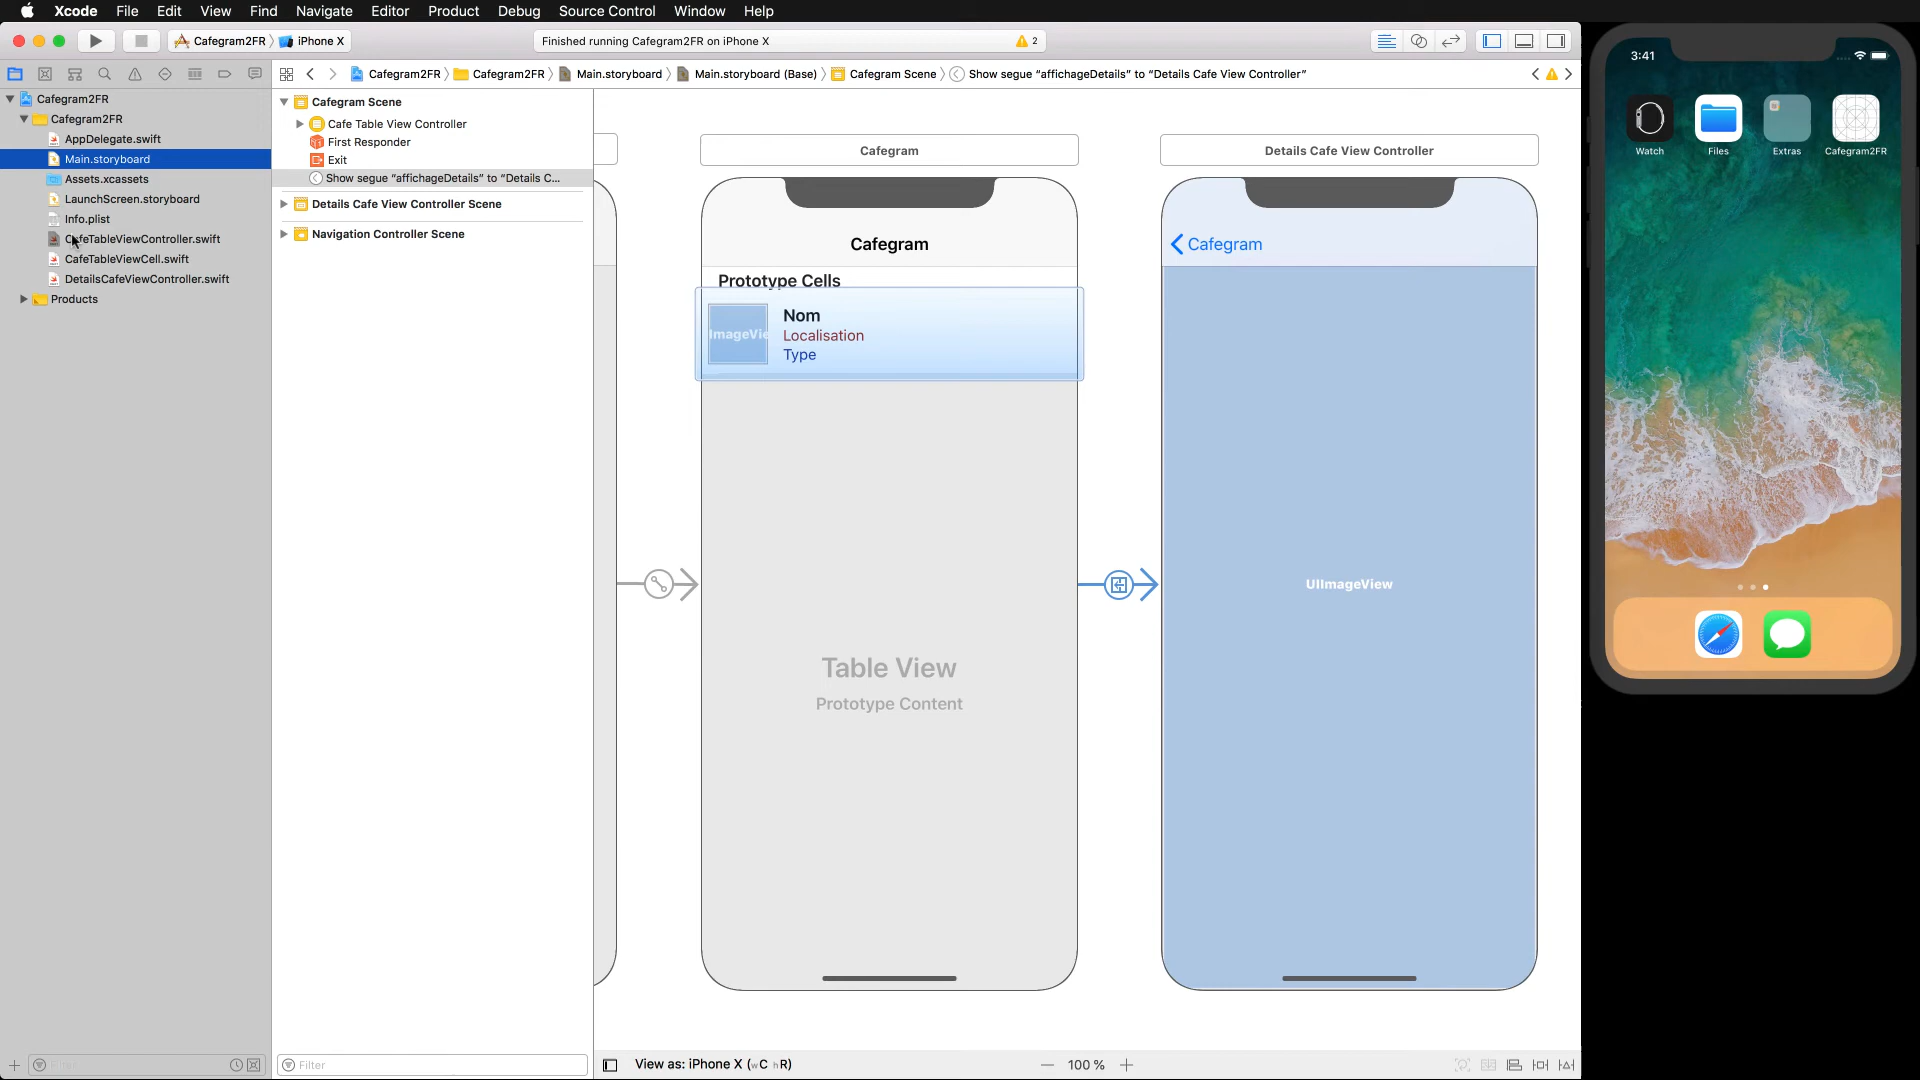 Xcode File Edit View Find Navigate Editor Product Debug Source Control Window Help
Cafegram2FR iPhone X
Finished running Cafegram2FR on iPhone X
2
Cafegram2FR Cafegram2FR Main.storyboard Main.storyboard (Base) Cafegram Scene Show segue “affichageDetails” to “Details Cafe View Controller”
Cafegram2FR
Cafegram2FR
AppDelegate.swift
Main.storyboard
Assets.xcassets
LaunchScreen.storyboard
Info.plist
CafeTableViewController.swift
CafeTableViewCell.swift
DetailsCafeViewController.swift
Products
Cafegram Scene
Cafe Table View Controller
First Responder
Exit
Show segue “affichageDetails” to “Details C...
Details Cafe View Controller Scene
Navigation Controller Scene
Filter
Cafegram
Cafegram
Prototype Cells
ImageVie
Nom
Localisation
Type
Table View
Prototype Content
Details Cafe View Controller
Cafegram
UIImageView
View as: iPhone X (wC hR)
100 %
3:41
Watch Files Extras Cafegram2FR